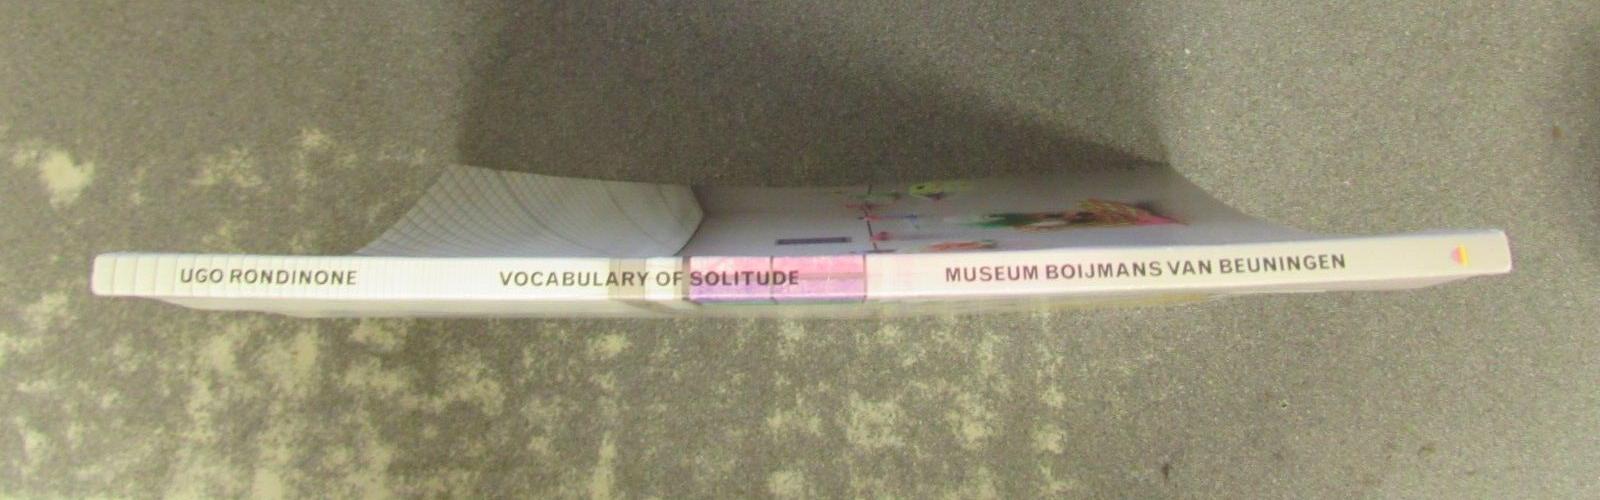 UGO RONDINONE VOCABULARY OF SOLITUDE MUSEUM BOIJMANS VAN BEUNINGEN